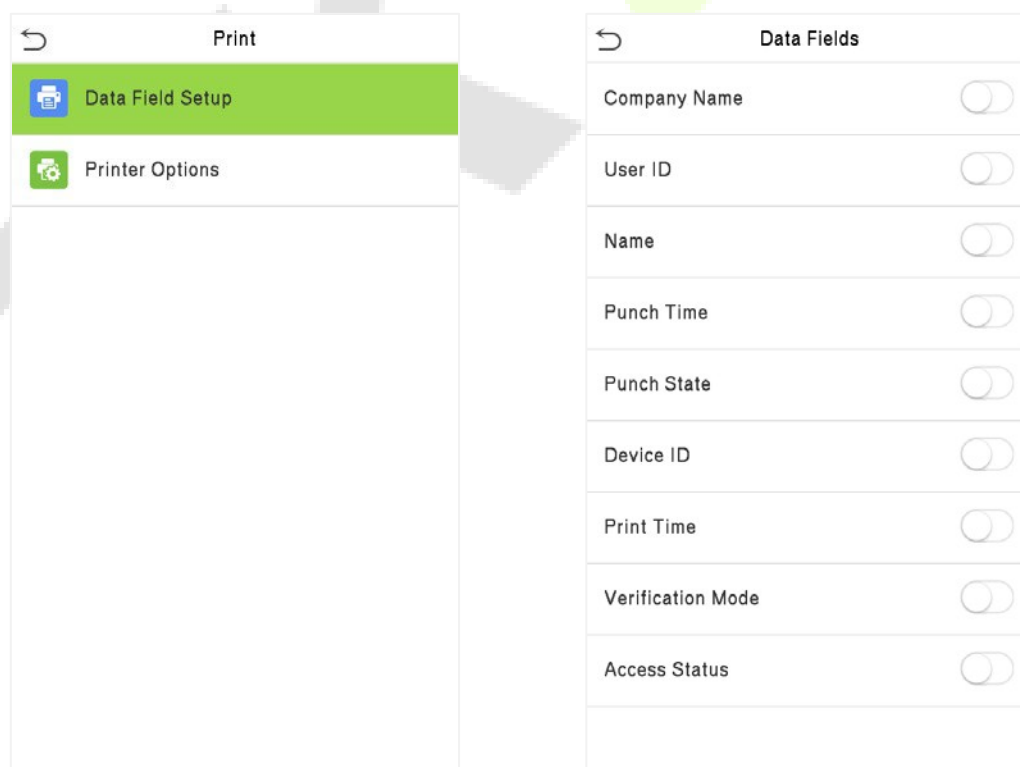 Print
Data Field Setup
Printer Options
Data Fields
Company Name
User ID
Name
Punch Time
Punch State
Device ID
Print Time
Verification Mode
Access Status